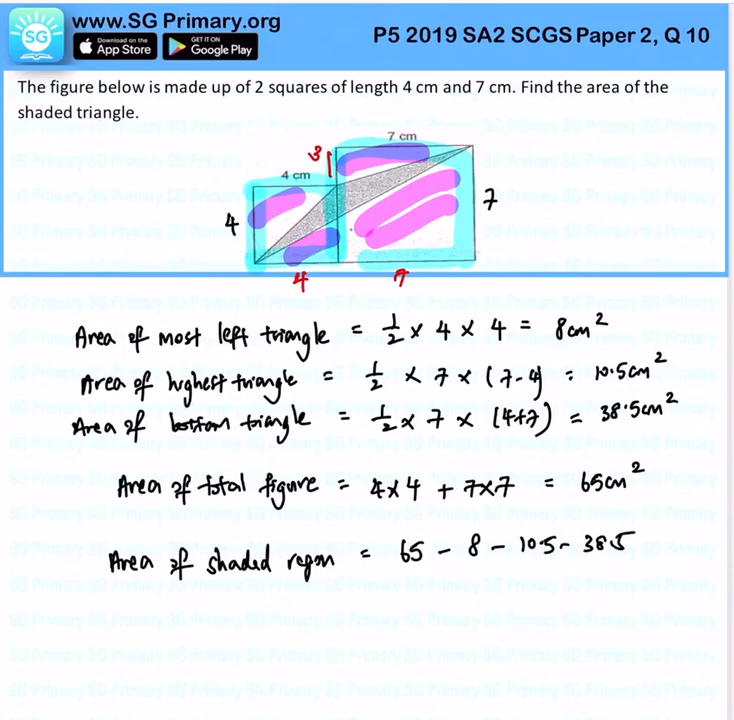 www.SG Primary.org
SG
Download on the
App Store
GET IT ON
Google Play
P5 2019 SA2 SCGS Paper 2, Q 10
The figure below is made up of 2 squares of length 4 cm and 7 cm. Find the area of the
shaded triangle.
7 cm
3
4 cm
4
7
4
7
Area of most left triangle = 1/2 × 4 × 4 = 8cm²
Area of highest triangle = 1/2 × 7 × (7-4) = 10.5cm²
Area of bottom triangle = 1/2 × 7 × (4+7) = 38.5cm²
Area of total figure = 4×4 + 7×7 = 65cm²
Area of shaded region = 65 - 8 - 10.5 - 38.5